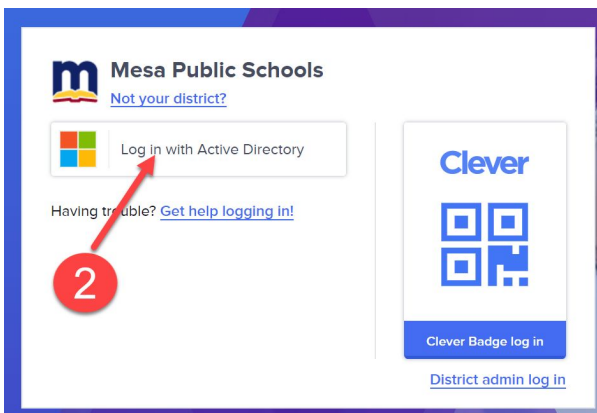 Mesa Public Schools
Not your district?
Log in with Active Directory
Having trouble? Get help logging in!
2
Clever
Clever Badge log in
District admin log in